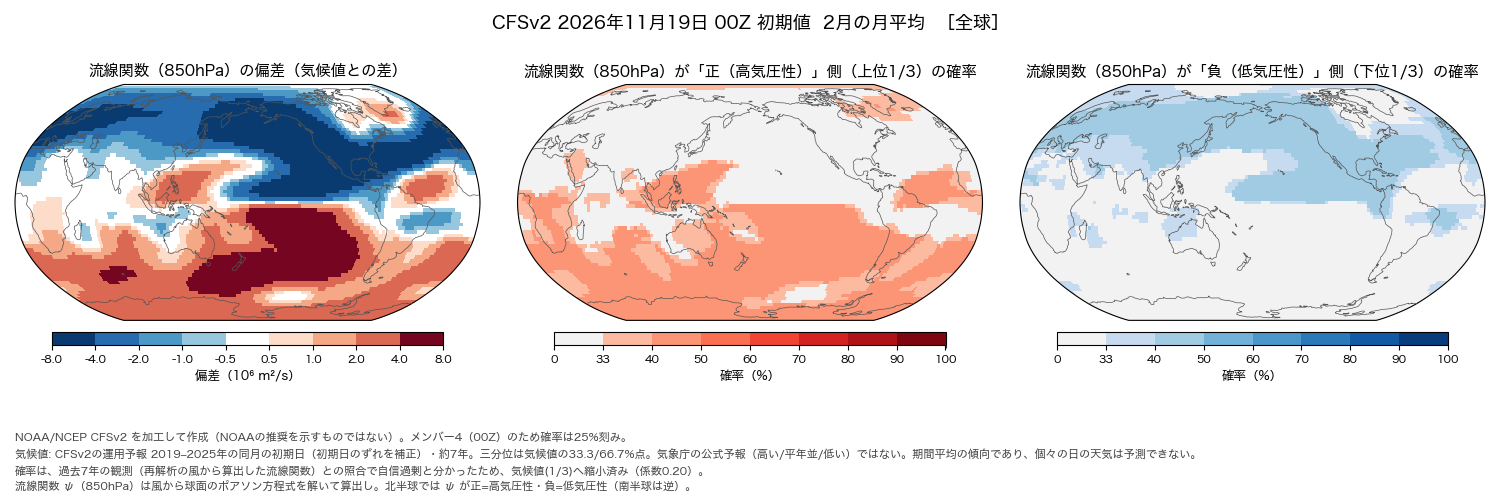 CFSv2 2026年11月19日 00Z 初期値 2月の月平均 ［全球］
流線関数（850hPa）の偏差（気候値との差）
流線関数（850hPa）が「正（高気圧性）」側（上位1/3）の確率
流線関数（850hPa）が「負（低気圧性）」側（下位1/3）の確率
-8.0 -4.0 -2.0 -1.0 -0.5 0.5 1.0 2.0 4.0 8.0
偏差（10⁶ m²/s）
0 33 40 50 60 70 80 90 100
確率（%）
0 33 40 50 60 70 80 90 100
確率（%）
NOAA/NCEP CFSv2 を加工して作成（NOAAの推奨を示すものではない）。メンバー4（00Z）のため確率は25%刻み。
気候値: CFSv2の運用予報 2019–2025年の同月の初期日（初期日のずれを補正）・約7年。三分位は気候値の33.3/66.7%点。気象庁の公式予報（高い/平年並/低い）ではない。期間平均の傾向であり、個々の日の天気は予測できない。
確率は、過去7年の観測（再解析の風から算出した流線関数）との照合で自信過剰と分かったため、気候値(1/3)へ縮小済み（係数0.20）。
流線関数 ψ（850hPa）は風から球面のポアソン方程式を解いて算出し。北半球では ψ が正=高気圧性・負=低気圧性（南半球は逆）。